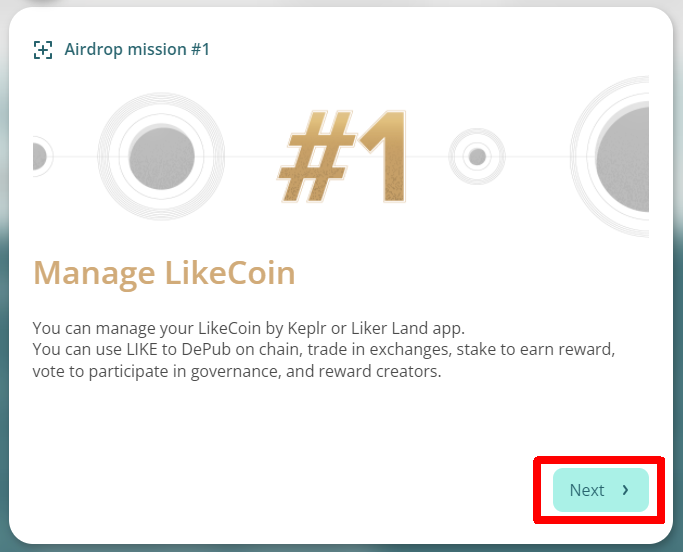 Airdrop mission #1
#1
Manage LikeCoin
You can manage your LikeCoin by Keplr or Liker Land app.
You can use LIKE to DePub on chain, trade in exchanges, stake to earn reward,
vote to participate in governance, and reward creators.
Next